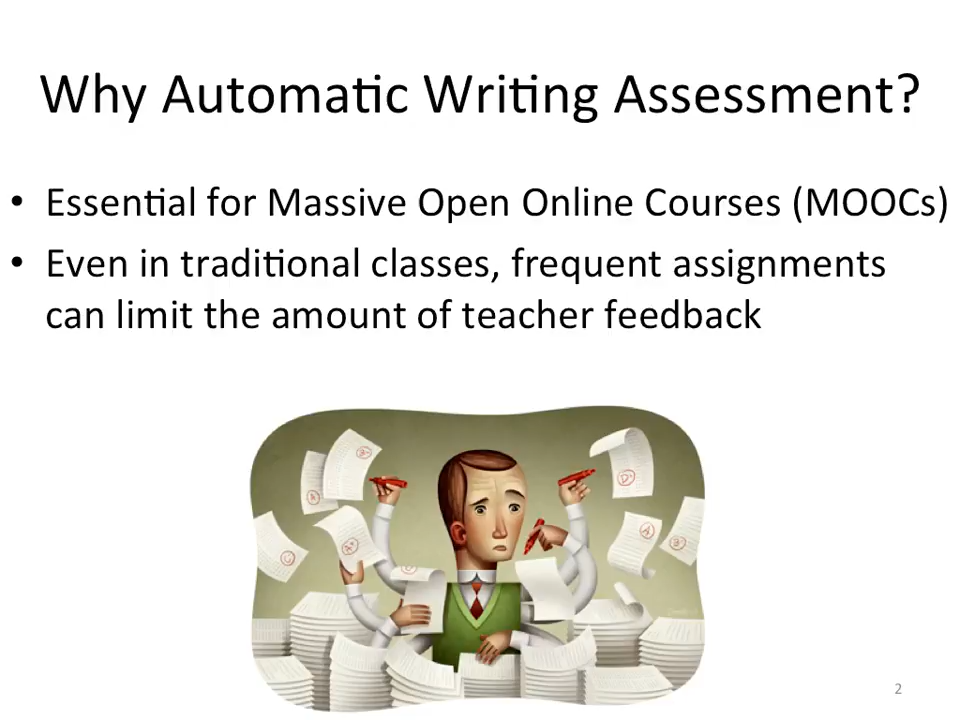 Why Automatic Writing Assessment?
• Essential for Massive Open Online Courses (MOOCs)
• Even in traditional classes, frequent assignments
can limit the amount of teacher feedback
D+
A+
A
2